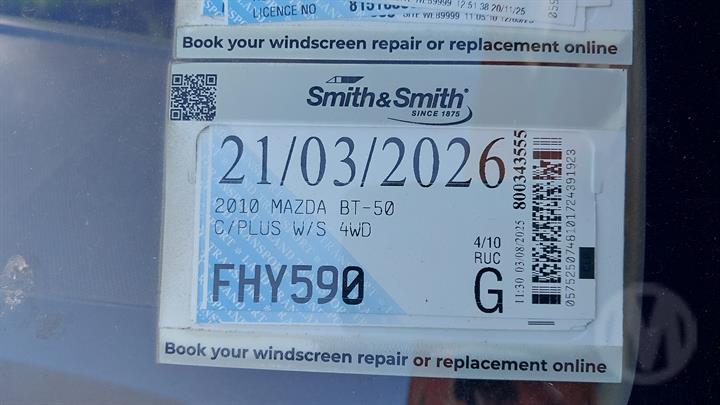 LICENCE NO
Book your windscreen repair or replacement online
Smith&Smith®
SINCE 1875
21/03/2026
2010 MAZDA BT-50
C/PLUS W/S 4WD
4/10
RUC
FHY590
G
800343555
11:30 03/08/2025
Book your windscreen repair or replacement online